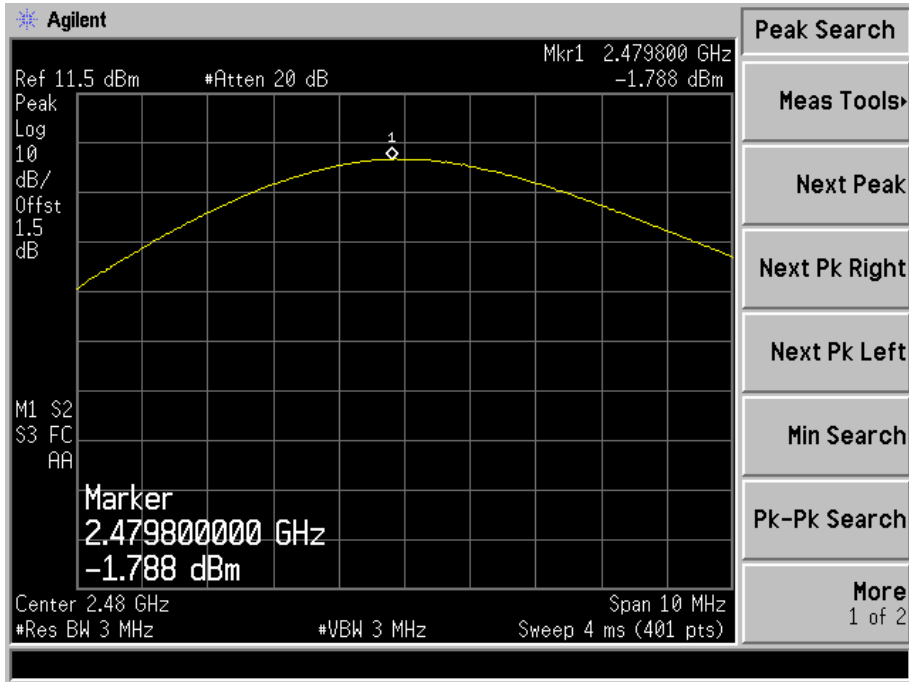 Agilent
Peak Search
Mkr1 2.479800 GHz
Ref 11.5 dBm #Atten 20 dB -1.788 dBm
Peak
Log
10
dB/
Offst
1.5
dB
1
M1 S2
S3 FC
AA
Marker
2.479800000 GHz
-1.788 dBm
Center 2.48 GHz Span 10 MHz
#Res BW 3 MHz #VBW 3 MHz Sweep 4 ms (401 pts)
Meas Tools
Next Peak
Next Pk Right
Next Pk Left
Min Search
Pk-Pk Search
More
1 of 2